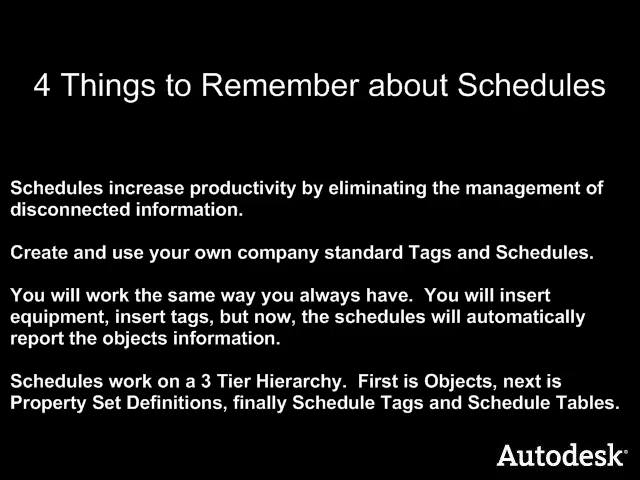 4 Things to Remember about Schedules
Schedules increase productivity by eliminating the management of
disconnected information.
Create and use your own company standard Tags and Schedules.
You will work the same way you always have.  You will insert
equipment, insert tags, but now, the schedules will automatically
report the objects information.
Schedules work on a 3 Tier Hierarchy.  First is Objects, next is
Property Set Definitions, finally Schedule Tags and Schedule Tables.
Autodesk®